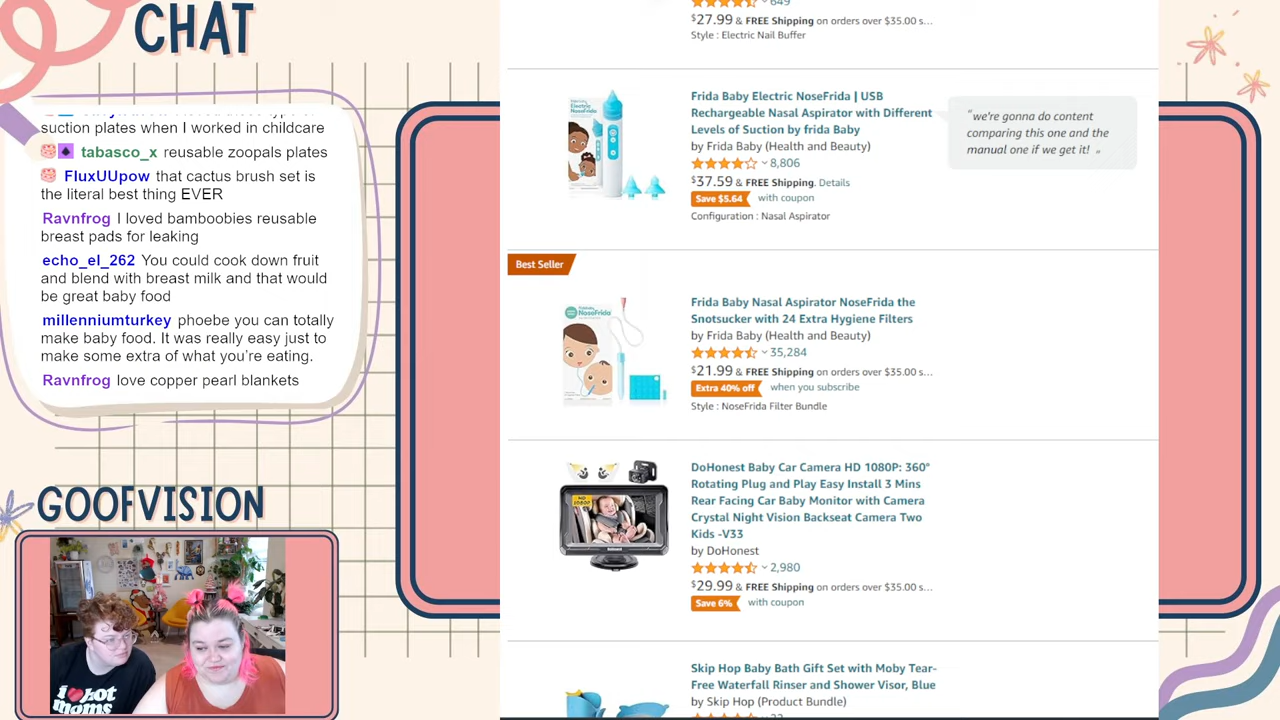 CHAT
suction plates when I worked in childcare
tabasco_x reusable zoopals plates
FluxUUpow that cactus brush set is
the literal best thing EVER
Ravnfrog I loved bamboobies reusable
breast pads for leaking
echo_el_262 You could cook down fruit
and blend with breast milk and that would
be great baby food
millenniumturkey phoebe you can totally
make baby food. It was really easy just to
make some extra of what you're eating.
Ravnfrog love copper pearl blankets
GOOFVISION
i hot
moms
649
$27.99 & FREE Shipping on orders over $35.00 s...
Style : Electric Nail Buffer
Frida Baby Electric NoseFrida | USB
Rechargeable Nasal Aspirator with Different
Levels of Suction by frida Baby
by Frida Baby (Health and Beauty)
8,806
$37.59 & FREE Shipping. Details
Save $5.64 with coupon
Configuration : Nasal Aspirator
"we're gonna do content
comparing this one and the
manual one if we get it! "
Best Seller
NoseFrida
Frida Baby Nasal Aspirator NoseFrida the
Snotsucker with 24 Extra Hygiene Filters
by Frida Baby (Health and Beauty)
35,284
$21.99 & FREE Shipping on orders over $35.00 s...
Extra 40% off when you subscribe
Style : NoseFrida Filter Bundle
DoHonest Baby Car Camera HD 1080P: 360°
Rotating Plug and Play Easy Install 3 Mins
Rear Facing Car Baby Monitor with Camera
Crystal Night Vision Backseat Camera Two
Kids -V33
by DoHonest
2,980
$29.99 & FREE Shipping on orders over $35.00 s...
Save 6% with coupon
Skip Hop Baby Bath Gift Set with Moby Tear-
Free Waterfall Rinser and Shower Visor, Blue
by Skip Hop (Product Bundle)